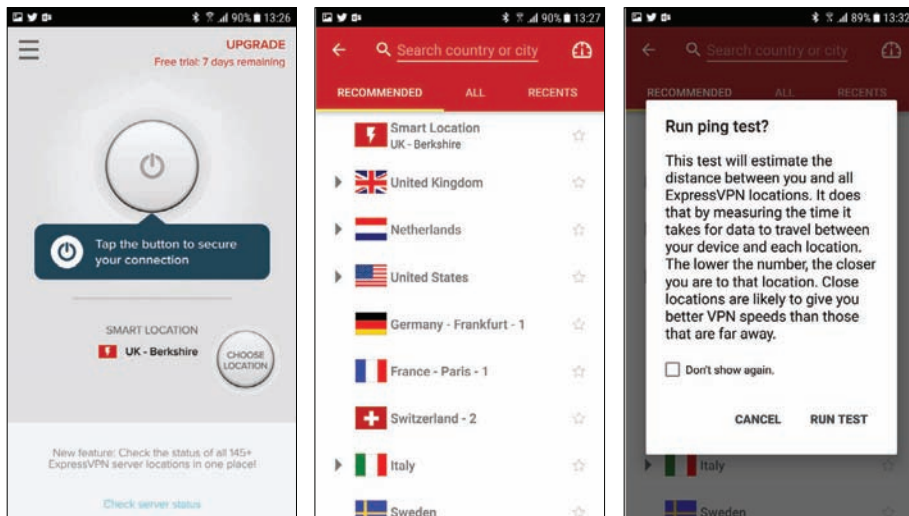 90% 13:26
UPGRADE
Free trial: 7 days remaining
Tap the button to secure
your connection
SMART LOCATION
UK - Berkshire
CHOOSE
LOCATION
New feature: Check the status of all 145+
ExpressVPN server locations in one place!
Check server status
90% 13:27
Search country or city
RECOMMENDED ALL RECENTS
Smart Location
UK - Berkshire
United Kingdom
Netherlands
United States
Germany - Frankfurt - 1
France - Paris - 1
Switzerland - 2
Italy
Sweden
89% 13:32
Search country or city
RECOMMENDED ALL RECENTS
Run ping test?
This test will estimate the
distance between you and all
ExpressVPN locations. It does
that by measuring the time it
takes for data to travel between
your device and each location.
The lower the number, the closer
you are to that location. Close
locations are likely to give you
better VPN speeds than those
that are far away.
Don't show again.
CANCEL RUN TEST
Italy
Sweden